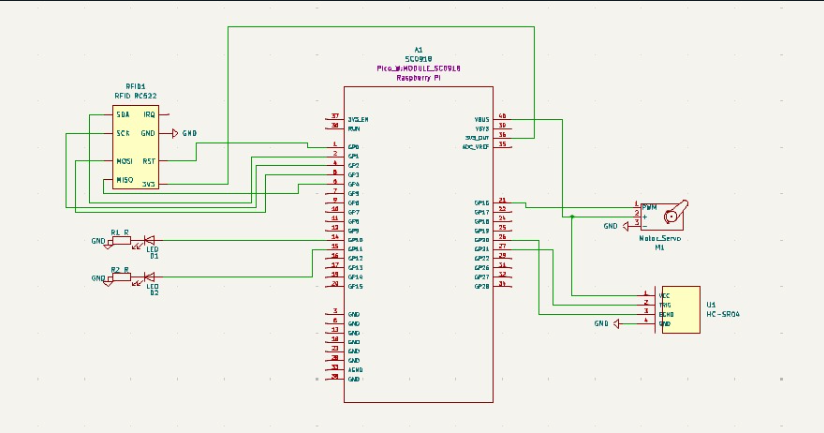 A1
SC0918
Pico_W:MODULE_SC0918
Raspberry Pi
RFID1
RFID RC522
SDA IRQ
SCK GND GND
MOSI RST
MISO
3V3
37 3V3_EN
30 RUN
1 GP0
2 GP1
4 GP2
5 GP3
6 GP4
7 GP5
9 GP6
10 GP7
11 GP8
12 GP9
14 GP10
15 GP11
16 GP12
17 GP13
19 GP14
20 GP15
3 GND
8 GND
13 GND
18 GND
23 GND
28 GND
33 AGND
38 GND
VBUS 40
VSYS 39
3V3_OUT 36
ADC_VREF 35
GP16 21
GP17 22
GP18 24
GP19 25
GP20 26
GP21 27
GP22 29
GP26 31
GP27 32
GP28 34
R1 R
GND
LED
D1
R2 R
GND
LED
D2
1 PWM
2 +
3 -
GND
Motor_Servo
M1
1 VCC
2 TRIG
3 ECHO
4 GND
GND
U1
HC-SR04